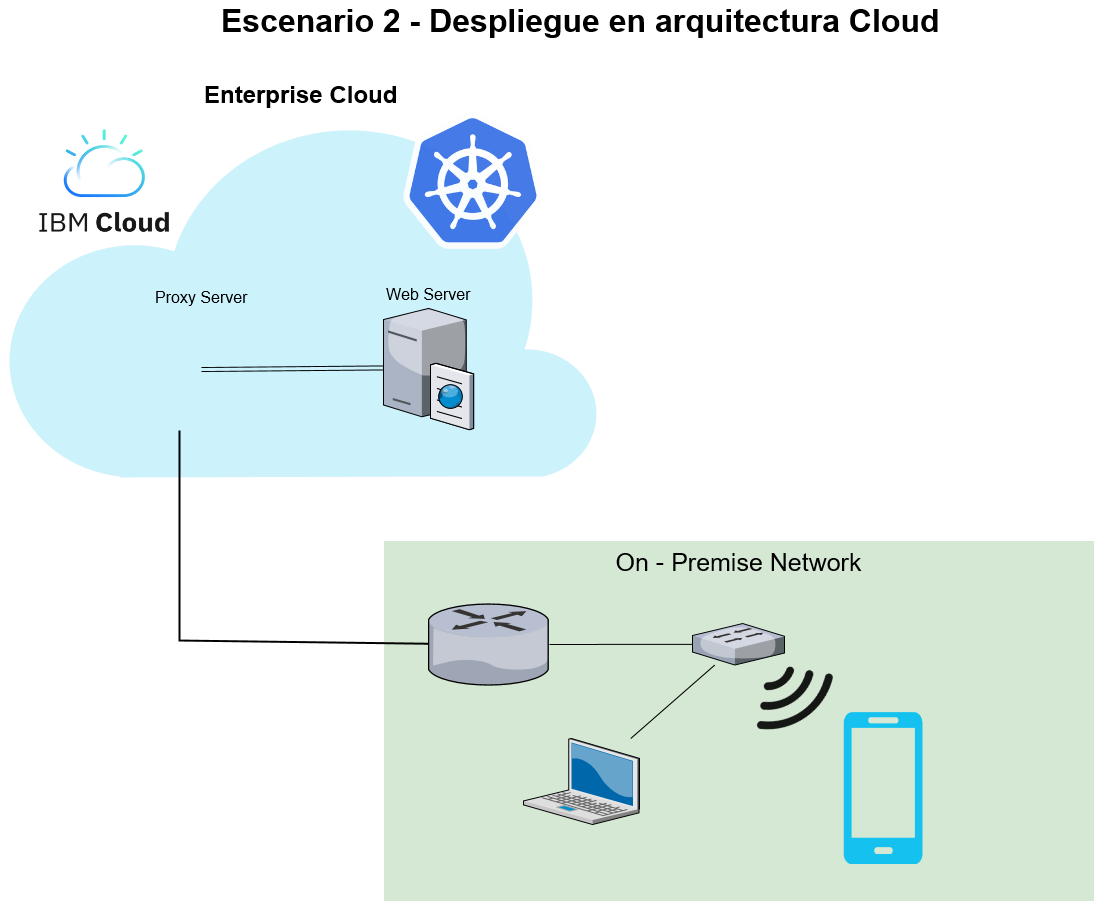 Escenario 2 - Despliegue en arquitectura Cloud
Enterprise Cloud
IBM Cloud
Proxy Server
Web Server
On - Premise Network